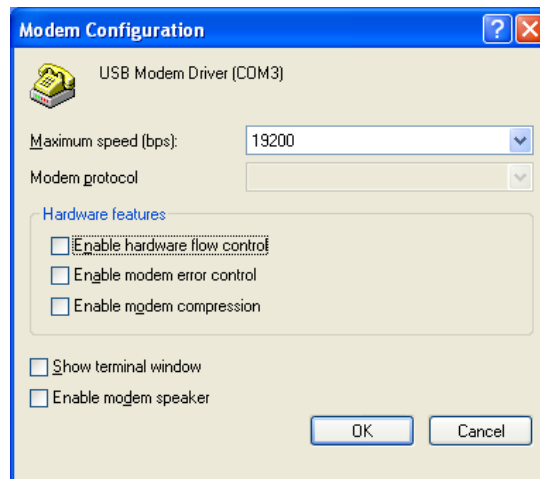 Modem Configuration
USB Modem Driver (COM3)
Maximum speed (bps): 19200
Modem protocol
Hardware features
Enable hardware flow control
Enable modem error control
Enable modem compression
Show terminal window
Enable modem speaker
OK Cancel